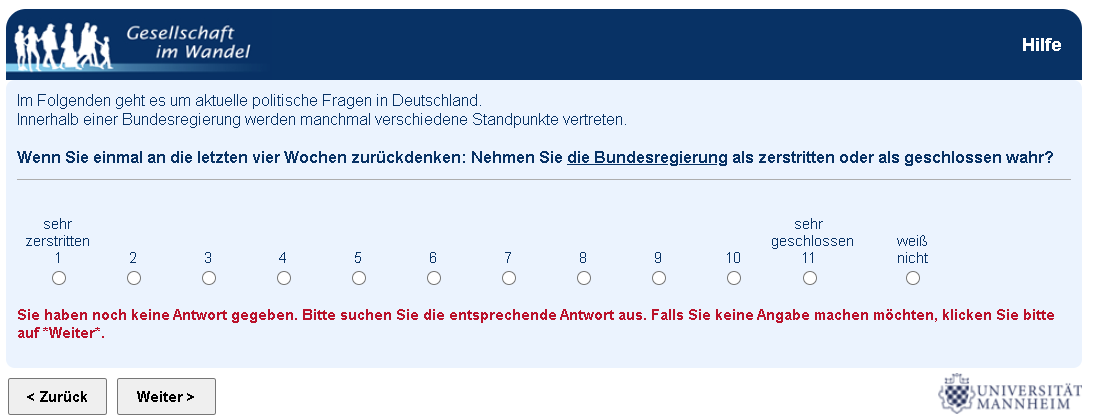 Gesellschaft
im Wandel
Hilfe
Im Folgenden geht es um aktuelle politische Fragen in Deutschland.
Innerhalb einer Bundesregierung werden manchmal verschiedene Standpunkte vertreten.
Wenn Sie einmal an die letzten vier Wochen zurückdenken: Nehmen Sie die Bundesregierung als zerstritten oder als geschlossen wahr?
sehr sehr
zerstritten geschlossen weiß
1 2 3 4 5 6 7 8 9 10 11 nicht
Sie haben noch keine Antwort gegeben. Bitte suchen Sie die entsprechende Antwort aus. Falls Sie keine Angabe machen möchten, klicken Sie bitte
auf *Weiter*.
< Zurück Weiter >
UNIVERSITÄT
MANNHEIM